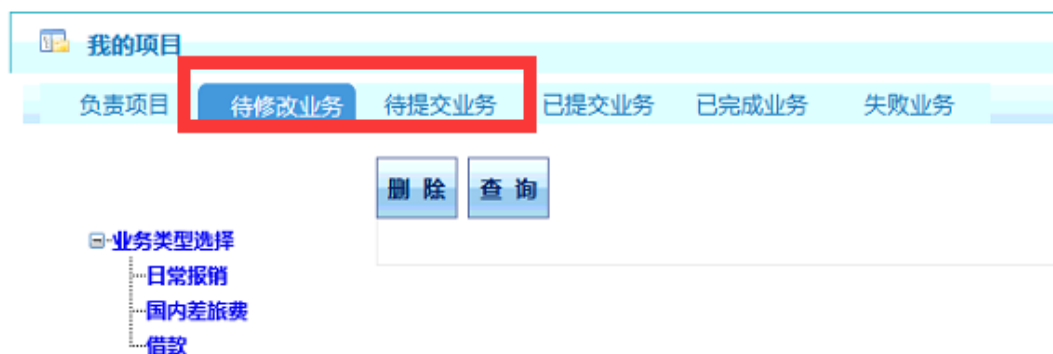 我的项目
负责项目 待修改业务 待提交业务 已提交业务 已完成业务 失败业务
删 除 查 询
业务类型选择
日常报销
国内差旅费
借款